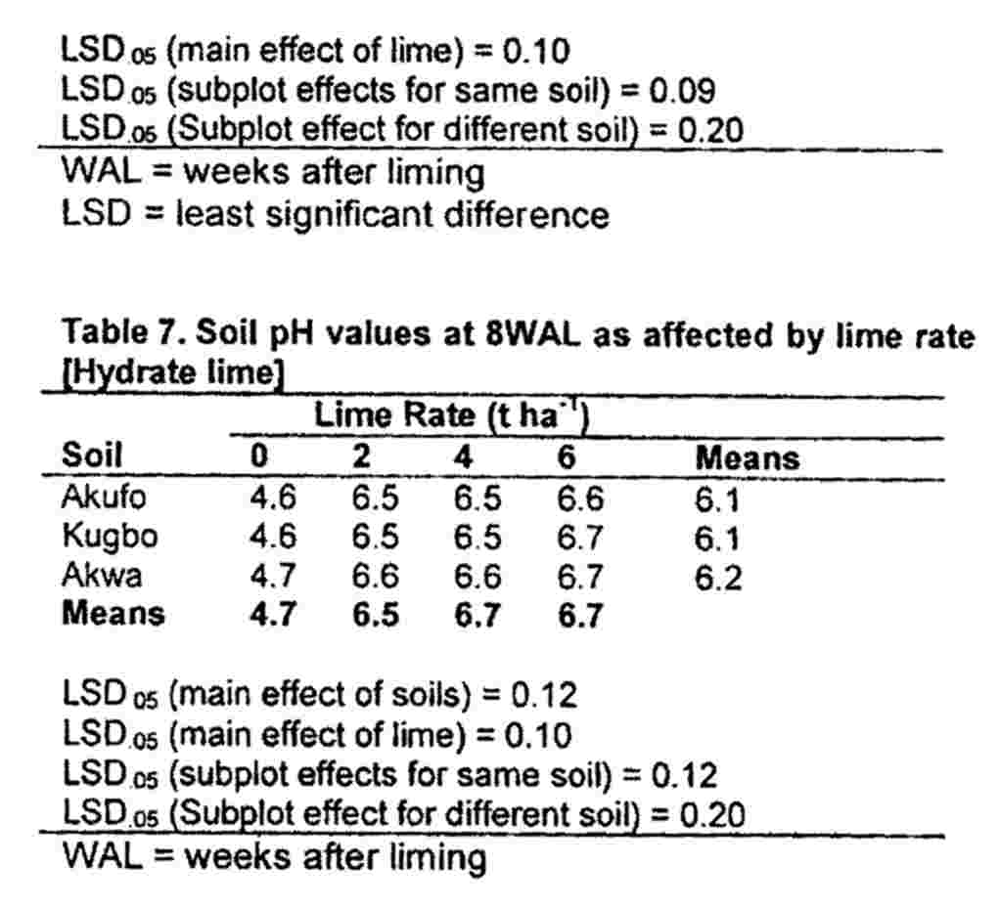 LSD.05 (main effect of lime) = 0.10
LSD.05 (subplot effects for same soil) = 0.09
LSD.05 (Subplot effect for different soil) = 0.20
WAL = weeks after liming
LSD = least significant difference
Table 7. Soil pH values at 8WAL as affected by lime rate
[Hydrate lime]
Lime Rate (t ha⁻¹)
Soil 0 2 4 6 Means
Akufo 4.6 6.5 6.5 6.6 6.1
Kugbo 4.6 6.5 6.5 6.7 6.1
Akwa 4.7 6.6 6.6 6.7 6.2
Means 4.7 6.5 6.7 6.7
LSD.05 (main effect of soils) = 0.12
LSD.05 (main effect of lime) = 0.10
LSD.05 (subplot effects for same soil) = 0.12
LSD.05 (Subplot effect for different soil) = 0.20
WAL = weeks after liming